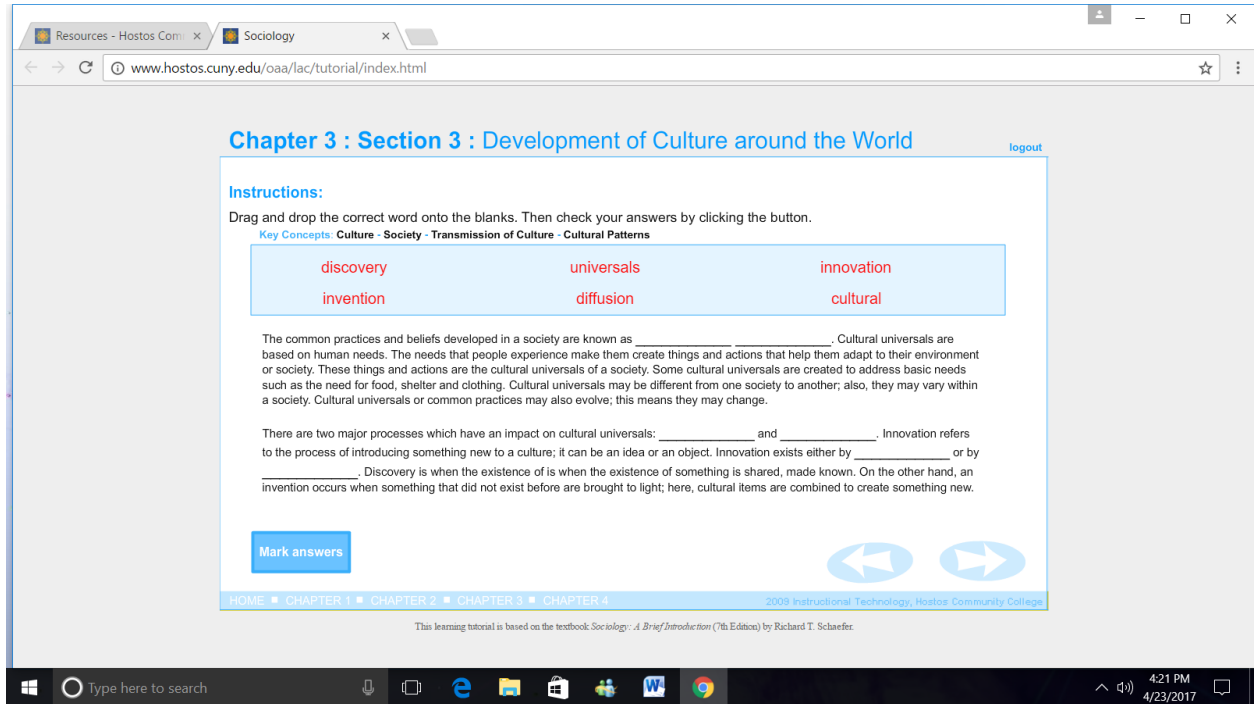 Resources - Hostos Com
Sociology
www.hostos.cuny.edu/oaa/lac/tutorial/index.html
Chapter 3 : Section 3 : Development of Culture around the World
logout
Instructions:
Drag and drop the correct word onto the blanks. Then check your answers by clicking the button.
Key Concepts: Culture - Society - Transmission of Culture - Cultural Patterns
discovery universals innovation
invention diffusion cultural
The common practices and beliefs developed in a society are known as ______________ ______________. Cultural universals are
based on human needs. The needs that people experience make them create things and actions that help them adapt to their environment
or society. These things and actions are the cultural universals of a society. Some cultural universals are created to address basic needs
such as the need for food, shelter and clothing. Cultural universals may be different from one society to another; also, they may vary within
a society. Cultural universals or common practices may also evolve; this means they may change.
There are two major processes which have an impact on cultural universals: ______________ and ______________. Innovation refers
to the process of introducing something new to a culture; it can be an idea or an object. Innovation exists either by ______________ or by
______________. Discovery is when the existence of is when the existence of something is shared, made known. On the other hand, an
invention occurs when something that did not exist before are brought to light; here, cultural items are combined to create something new.
Mark answers
HOME ■ CHAPTER 1 ■ CHAPTER 2 ■ CHAPTER 3 ■ CHAPTER 4
2009 Instructional Technology, Hostos Community College
This learning tutorial is based on the textbook Sociology: A Brief Introduction (7th Edition) by Richard T. Schaefer.
Type here to search
4:21 PM
4/23/2017